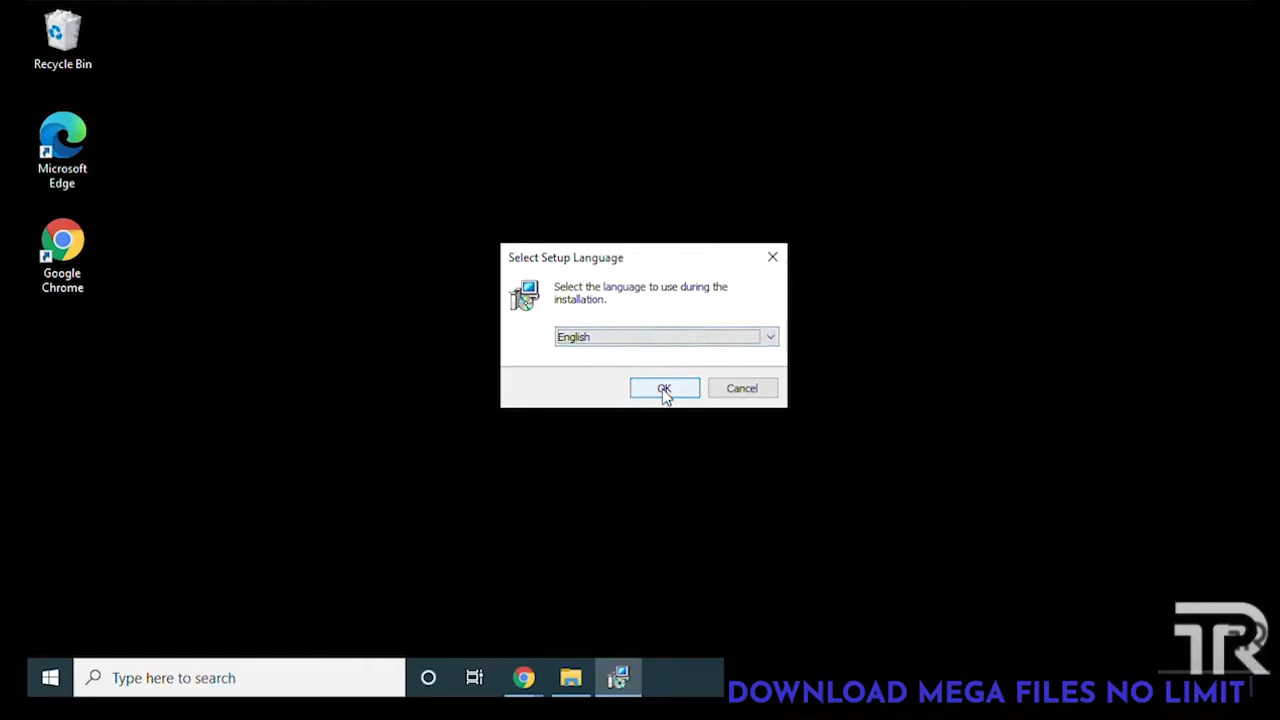 Recycle Bin
Microsoft
Edge
Google
Chrome
Select Setup Language
Select the language to use during the
installation.
English
OK
Cancel
Type here to search
TR
DOWNLOAD MEGA FILES NO LIMIT